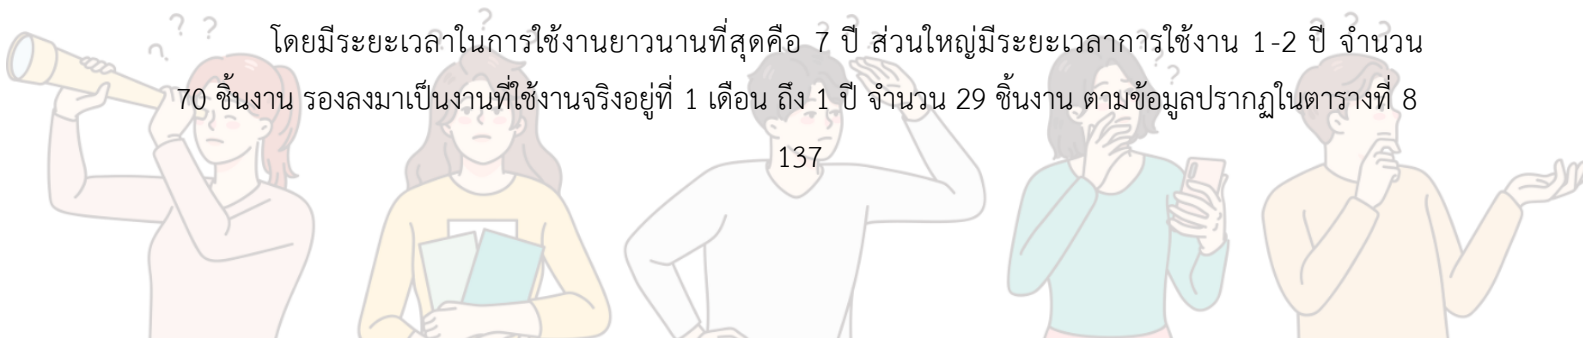 โดยมีระยะเวลาในการใช้งานยาวนานที่สุดคือ 7 ปี ส่วนใหญ่มีระยะเวลาการใช้งาน 1-2 ปี จำนวน
70 ชิ้นงาน รองลงมาเป็นงานที่ใช้งานจริงอยู่ที่ 1 เดือน ถึง 1 ปี จำนวน 29 ชิ้นงาน ตามข้อมูลปรากฏในตารางที่ 8
137